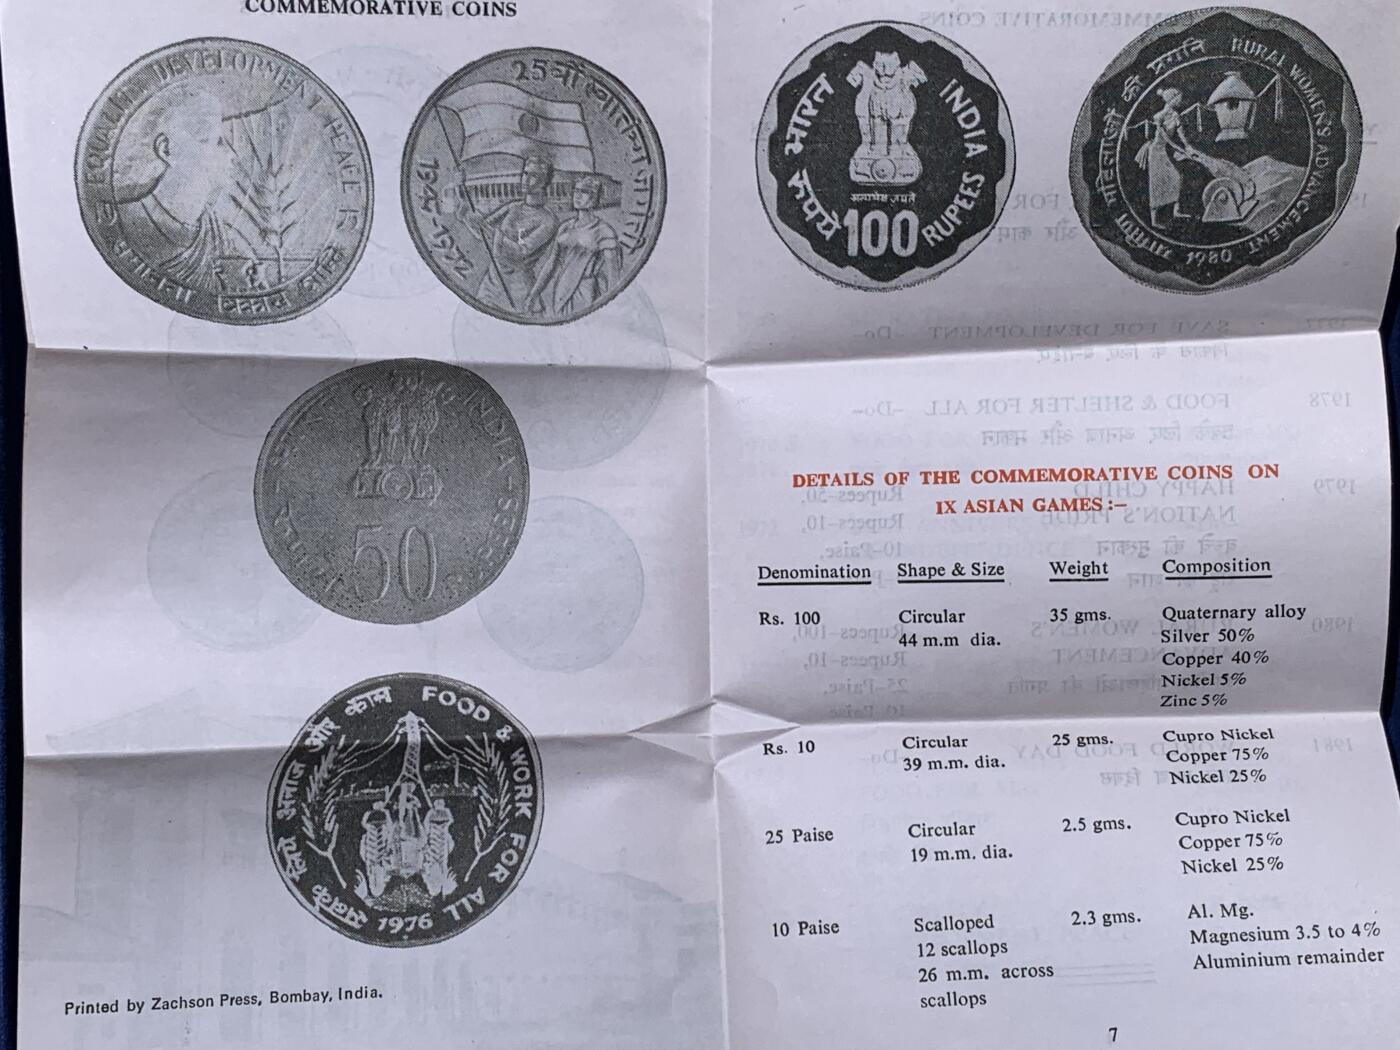 COMMEMORATIVE COINS
EQUALITY DEVELOPMENT PEACE
25वीं स्वातन्त्र्य जयंती
1947-1972
भारत
INDIA
रुपये
RUPEES
सत्यमेव जयते
100
ग्रामीण महिलाओं की प्रगति
RURAL WOMEN'S ADVANCEMENT
1980
INDIA
50
सबके लिए अनाज और काम
FOOD & WORK FOR ALL
1976
Printed by Zachson Press, Bombay, India.
DETAILS OF THE COMMEMORATIVE COINS ON
IX ASIAN GAMES :–
Denomination Shape & Size Weight Composition
Rs. 100 Circular 35 gms. Quaternary alloy
44 m.m dia. Silver 50%
Copper 40%
Nickel 5%
Zinc 5%
Rs. 10 Circular 25 gms. Cupro Nickel
39 m.m. dia. Copper 75%
Nickel 25%
25 Paise Circular 2.5 gms. Cupro Nickel
19 m.m. dia. Copper 75%
Nickel 25%
10 Paise Scalloped 2.3 gms. Al. Mg.
12 scallops Magnesium 3.5 to 4%
26 m.m. across Aluminium remainder
scallops
7